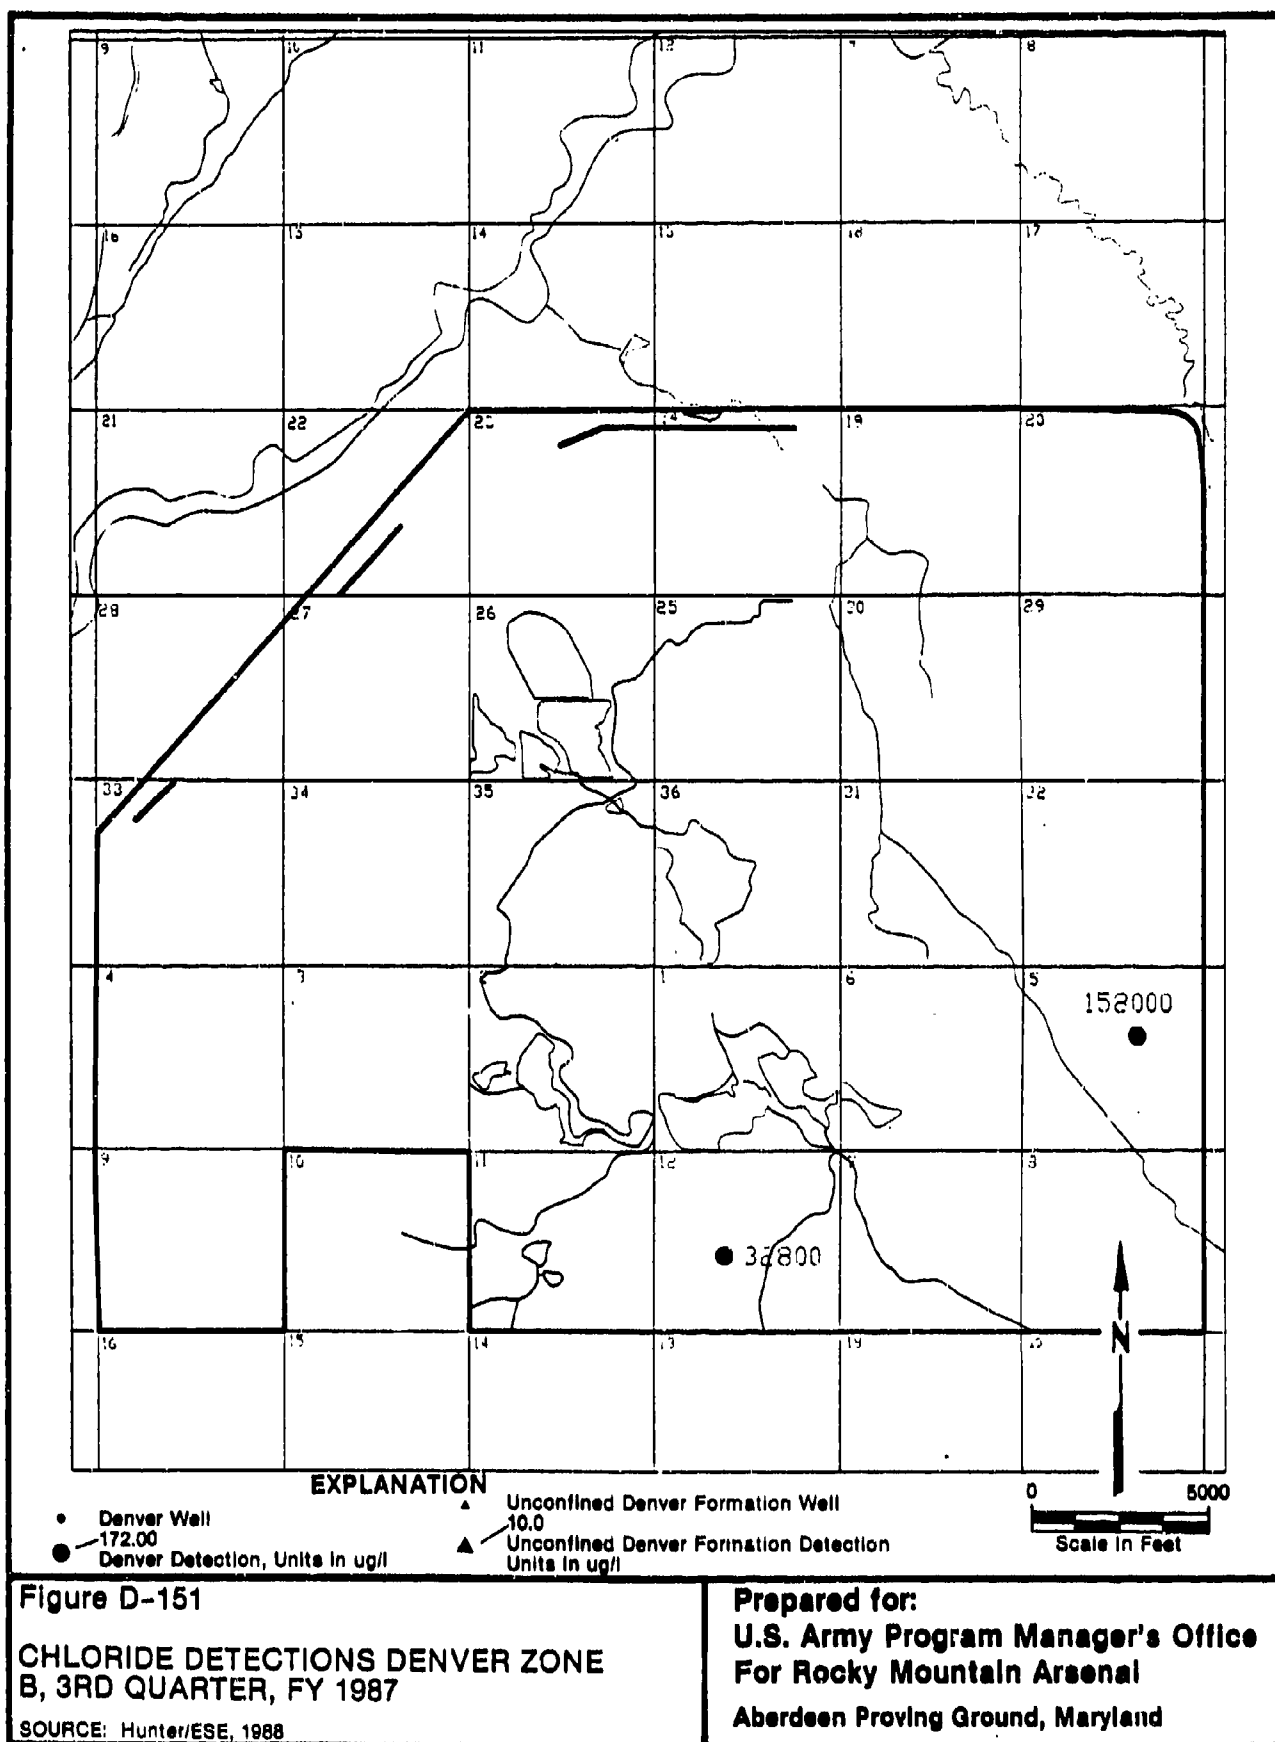 9 10 11 12 7 8
16 15 14 13 18 17
21 22 23 24 19 20
28 27 26 25 30 29
33 34 35 36 31 32
4 3 1 6 5
152000
9 10 11 12 8
32800
16 15 14 13 19
N
EXPLANATION
Denver Well
172.00
Denver Detection, Units in ug/l
Unconfined Denver Formation Well
10.0
Unconfined Denver Formation Detection
Units in ug/l
0 5000
Scale in Feet
Figure D-151
CHLORIDE DETECTIONS DENVER ZONE
B, 3RD QUARTER, FY 1987
SOURCE: Hunter/ESE, 1988
Prepared for:
U.S. Army Program Manager's Office
For Rocky Mountain Arsenal
Aberdeen Proving Ground, Maryland